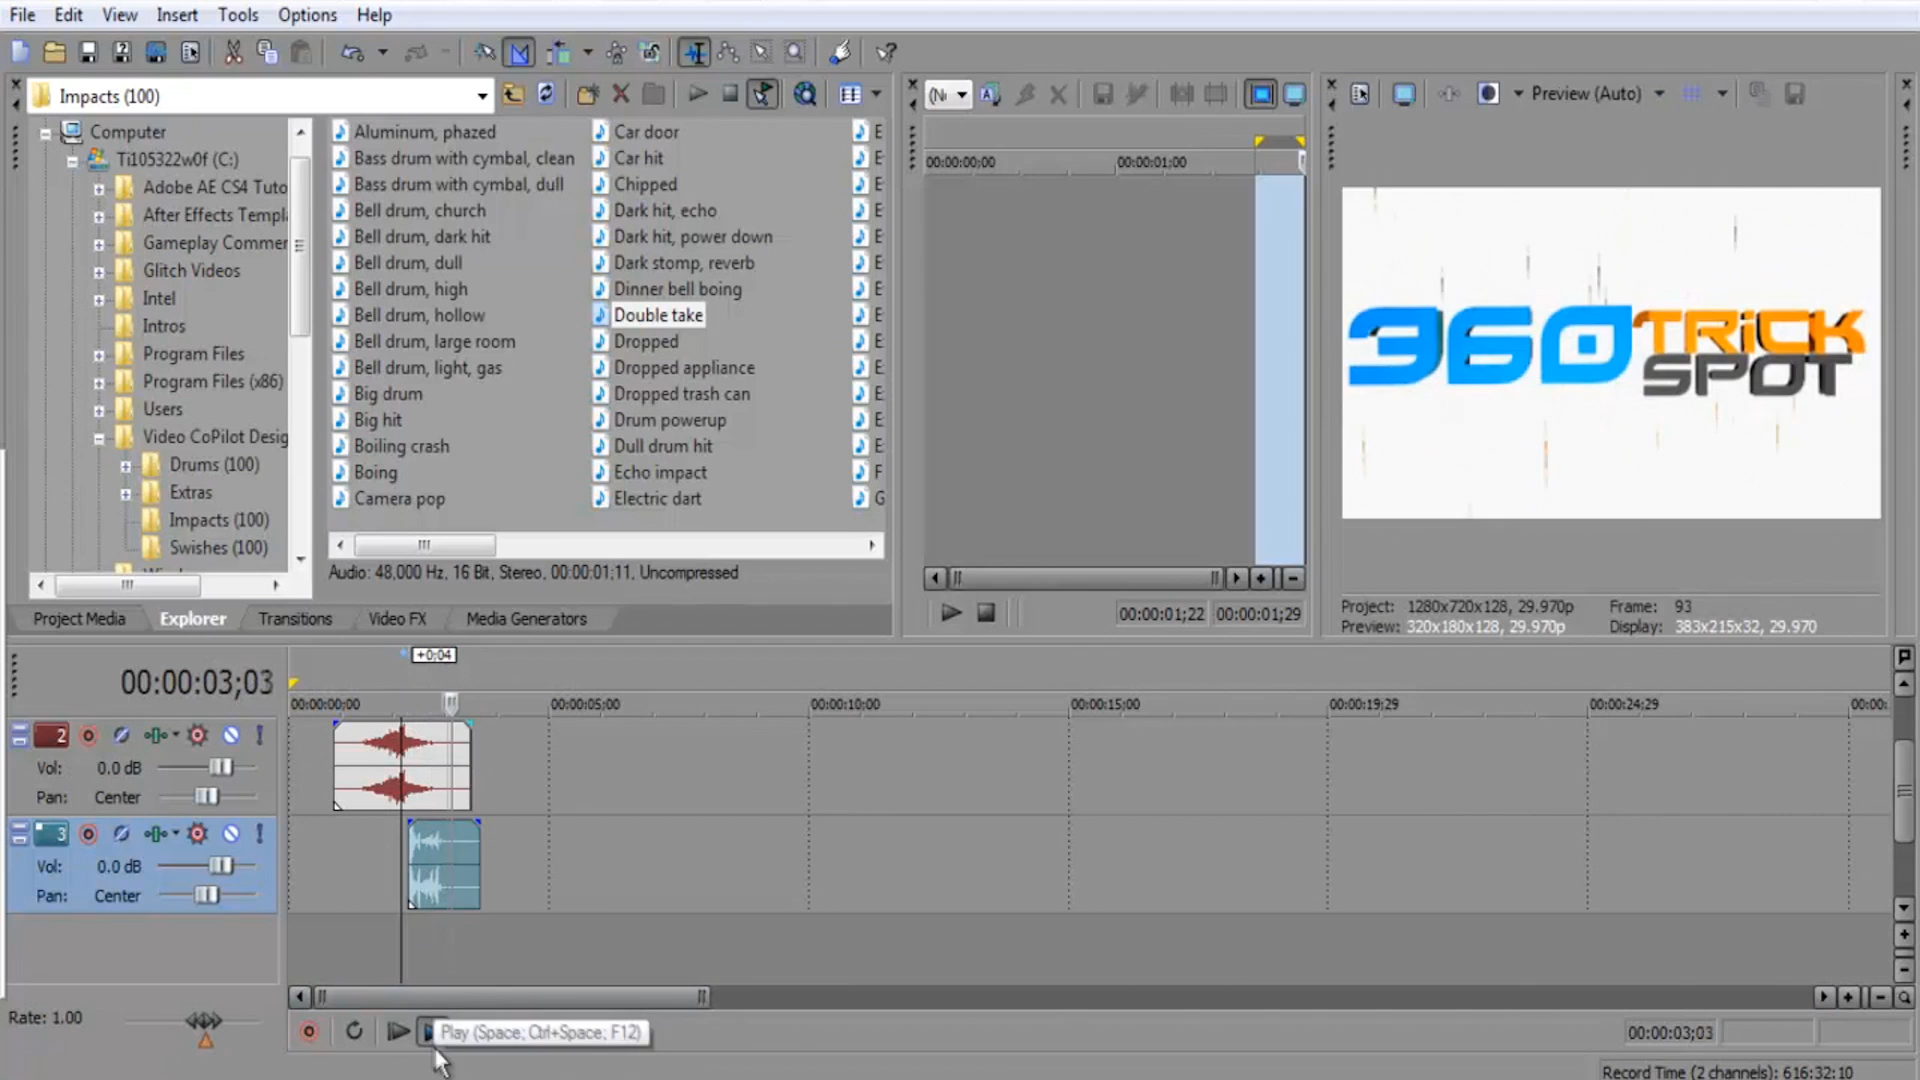 File Edit View Insert Tools Options Help
Impacts (100)
Computer
Ti105322w0f (C:)
Adobe AE CS4 Tuto
After Effects Templ
Gameplay Commer
Glitch Videos
Intel
Intros
Program Files
Program Files (x86)
Users
Video CoPilot Desig
Drums (100)
Extras
Impacts (100)
Swishes (100)
Aluminum, phazed
Bass drum with cymbal, clean
Bass drum with cymbal, dull
Bell drum, church
Bell drum, dark hit
Bell drum, dull
Bell drum, high
Bell drum, hollow
Bell drum, large room
Bell drum, light, gas
Big drum
Big hit
Boiling crash
Boing
Camera pop
Car door
Car hit
Chipped
Dark hit, echo
Dark hit, power down
Dark stomp, reverb
Dinner bell boing
Double take
Dropped
Dropped appliance
Dropped trash can
Drum powerup
Dull drum hit
Echo impact
Electric dart
E
E
E
E
E
E
E
E
E
E
E
E
E
F
G
Audio: 48,000 Hz, 16 Bit, Stereo, 00:00:01;11, Uncompressed
Project Media Explorer Transitions Video FX Media Generators
(N
00:00:00;00 00:00:01;00
00:00:01;22 00:00:01;29
Preview (Auto)
360 TRiCK
SPOT
Project: 1280x720x128, 29.970p Frame: 93
Preview: 320x180x128, 29.970p Display: 383x215x32, 29.970
+0;04
00:00:03;03
00:00:00;00 00:00:05;00 00:00:10;00 00:00:15;00 00:00:19;29 00:00:24;29 00:00:
2
Vol: 0.0 dB
Pan: Center
3
Vol: 0.0 dB
Pan: Center
Rate: 1.00
Play (Space; Ctrl+Space; F12)
00:00:03;03
Record Time (2 channels): 616:32:10